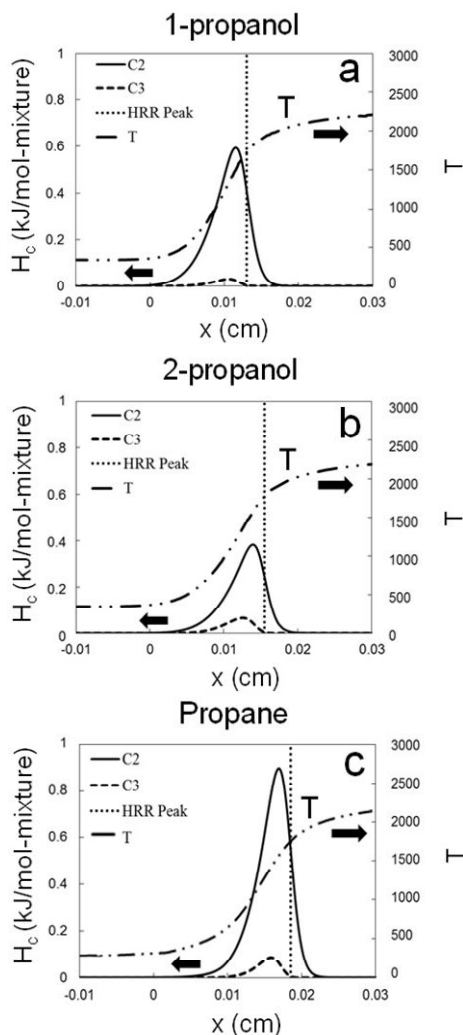 1-propanol
a
C2
C3
HRR Peak
T
T
H_c (kJ/mol-mixture)
1
0.8
0.6
0.4
0.2
0
3000
2500
2000
1500
1000
500
0
T
-0.01 0 0.01 0.02 0.03
x (cm)
2-propanol
b
C2
C3
HRR Peak
T
T
H_c (kJ/mol-mixture)
1
0.8
0.6
0.4
0.2
0
3000
2500
2000
1500
1000
500
0
T
-0.01 0 0.01 0.02 0.03
x (cm)
Propane
c
C2
C3
HRR Peak
T
T
H_c (kJ/mol-mixture)
1
0.8
0.6
0.4
0.2
0
3000
2500
2000
1500
1000
500
0
T
-0.01 0 0.01 0.02 0.03
x (cm)